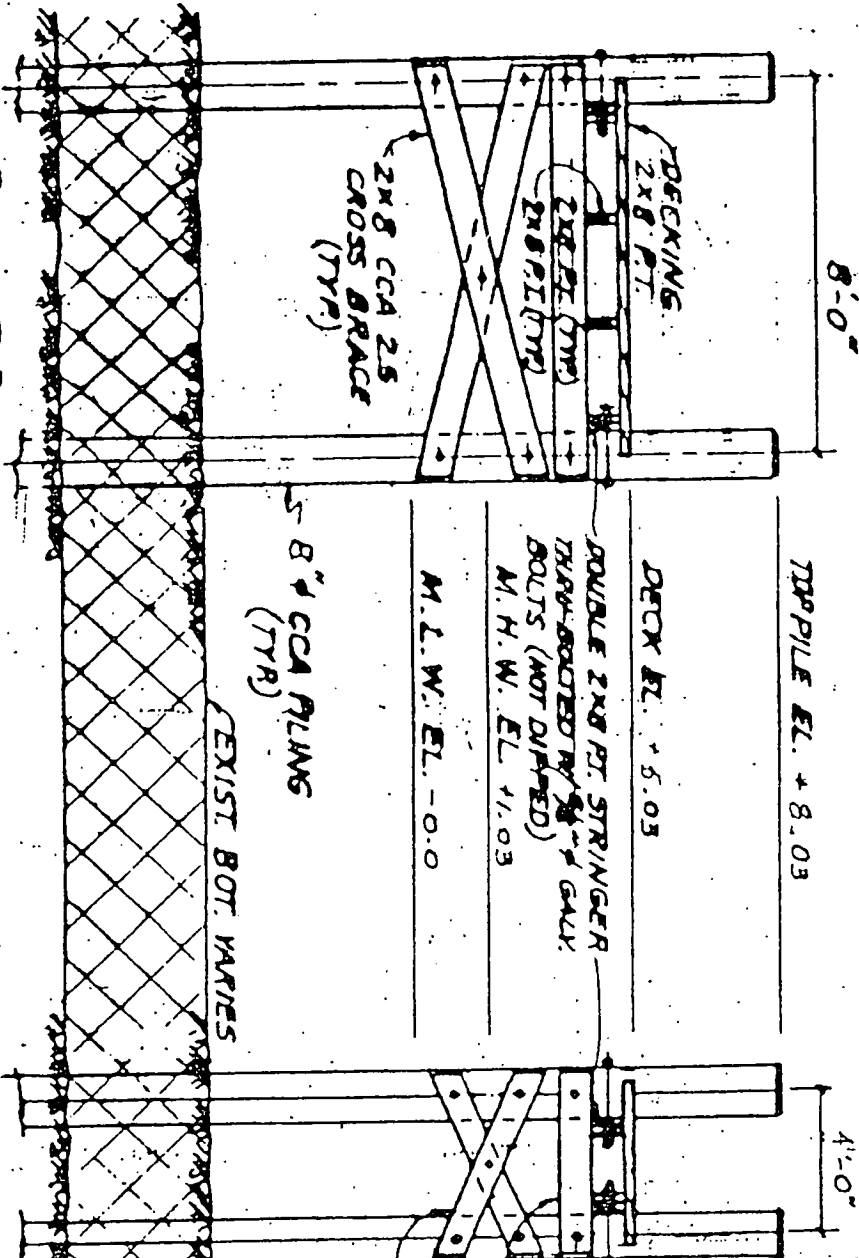 8'-0"
DECKING
2x8 P.T.
2x8 P.T. (TYP.)
2x8 P.T. (TYP.)
2x8 CCA 2.5
CROSS BRACE
(TYP.)
TOP PILE EL. +8.03
DECK EL. +5.03
DOUBLE 2x8 P.T. STRINGER
THRU-BOLTED GALV.
BOLTS (HOT DIPPED)
M.H.W. EL. +1.03
M.L.W. EL. -0.0
8"φ CCA PILING
(TYP.)
EXIST. BOT. VARIES
4'-0"